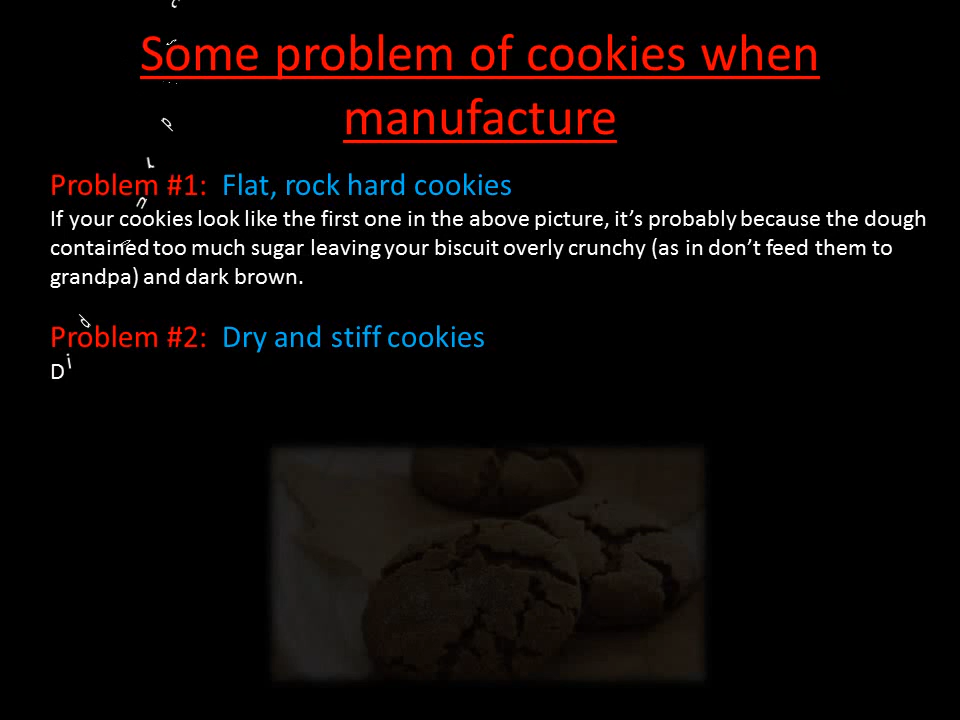 Some problem of cookies when
manufacture
Problem #1: Flat, rock hard cookies
If your cookies look like the first one in the above picture, it’s probably because the dough
contained too much sugar leaving your biscuit overly crunchy (as in don’t feed them to
grandpa) and dark brown.
Problem #2: Dry and stiff cookies
D